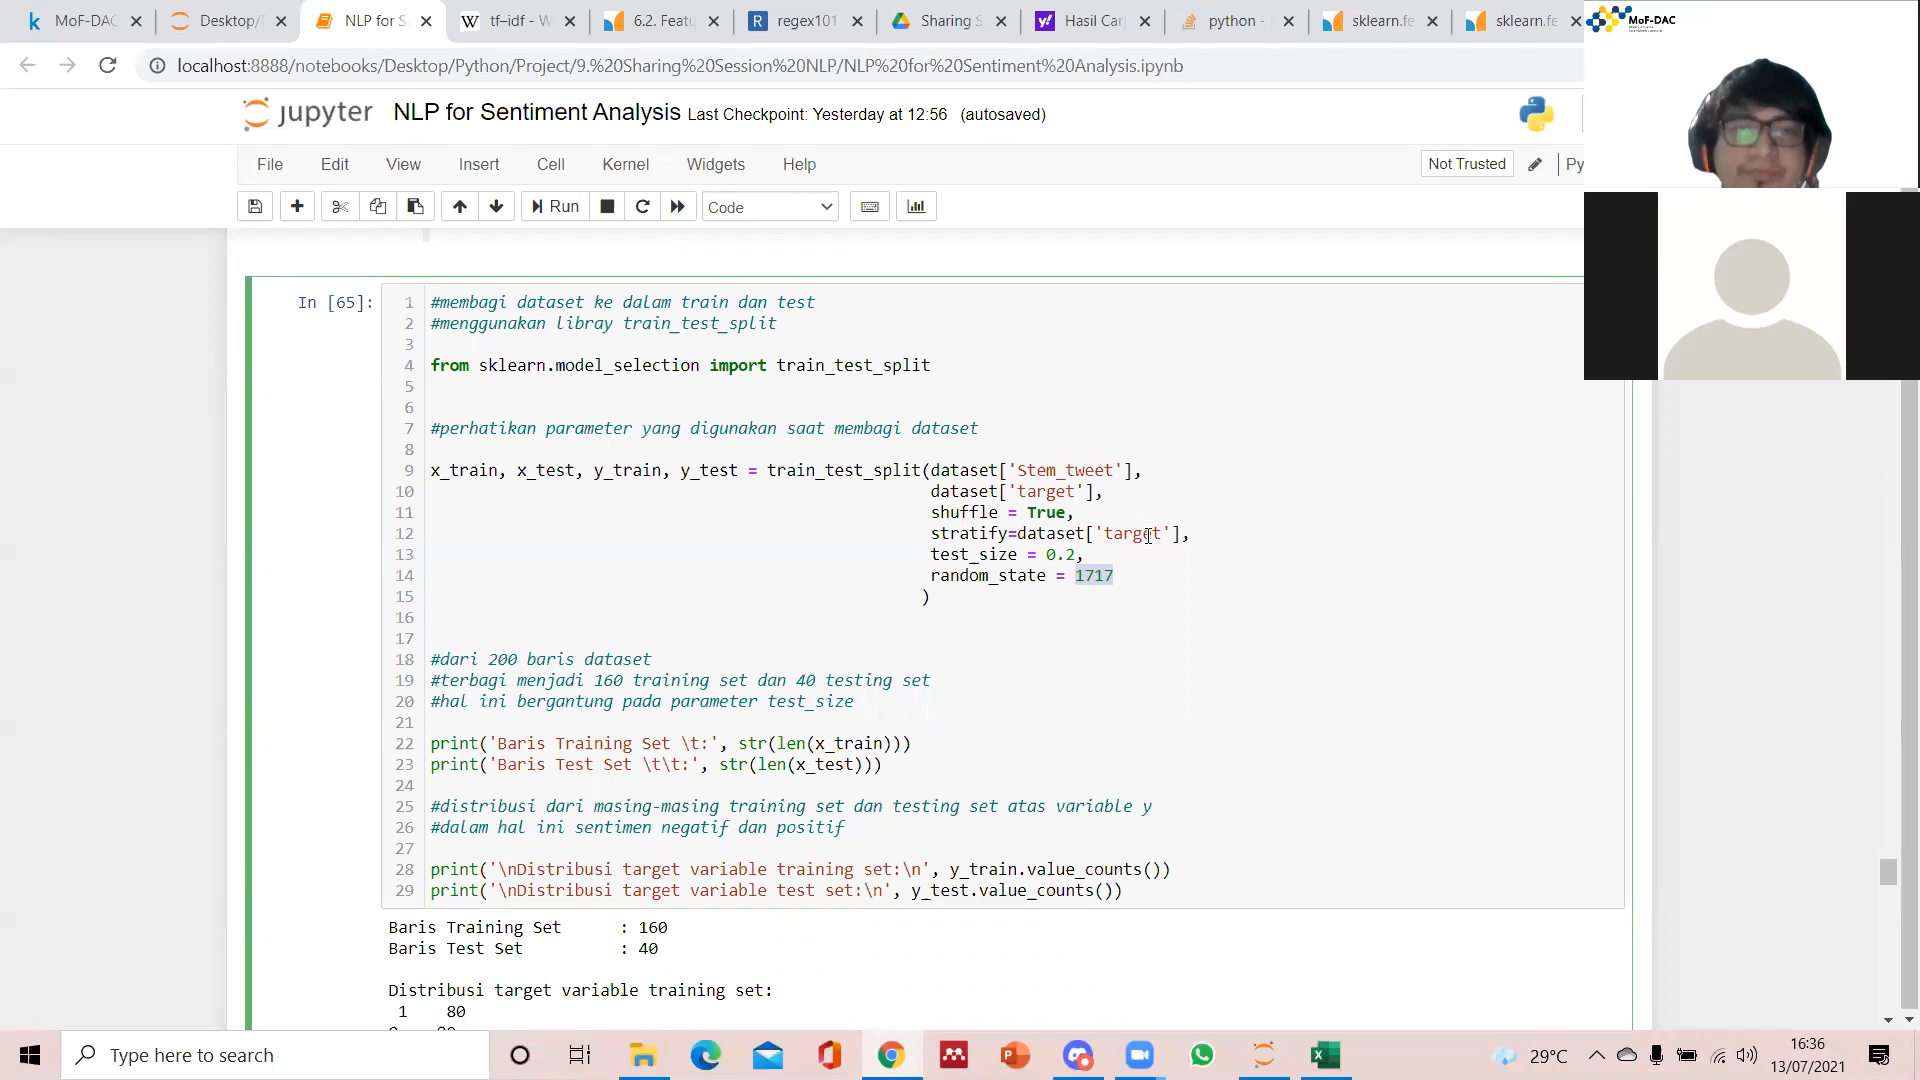 MoF-DAC
Desktop/
NLP for S
tf–idf - W
6.2. Featu
regex101
Sharing S
Hasil Car
python -
sklearn.fe
sklearn.fe
MoF-DAC
localhost:8888/notebooks/Desktop/Python/Project/9.%20Sharing%20Session%20NLP/NLP%20for%20Sentiment%20Analysis.ipynb
jupyter NLP for Sentiment Analysis Last Checkpoint: Yesterday at 12:56 (autosaved)
File Edit View Insert Cell Kernel Widgets Help Not Trusted Py
Run Code
In [65]:
1 #membagi dataset ke dalam train dan test
2 #menggunakan libray train_test_split
3
4 from sklearn.model_selection import train_test_split
5
6
7 #perhatikan parameter yang digunakan saat membagi dataset
8
9 x_train, x_test, y_train, y_test = train_test_split(dataset['Stem_tweet'],
10 dataset['target'],
11 shuffle = True,
12 stratify=dataset['target'],
13 test_size = 0.2,
14 random_state = 1717
15 )
16
17
18 #dari 200 baris dataset
19 #terbagi menjadi 160 training set dan 40 testing set
20 #hal ini bergantung pada parameter test_size
21
22 print('Baris Training Set \t:', str(len(x_train)))
23 print('Baris Test Set \t\t:', str(len(x_test)))
24
25 #distribusi dari masing-masing training set dan testing set atas variable y
26 #dalam hal ini sentimen negatif dan positif
27
28 print('\nDistribusi target variable training set:\n', y_train.value_counts())
29 print('\nDistribusi target variable test set:\n', y_test.value_counts())
Baris Training Set : 160
Baris Test Set : 40
Distribusi target variable training set:
1 80
Type here to search
29°C
16:36
13/07/2021